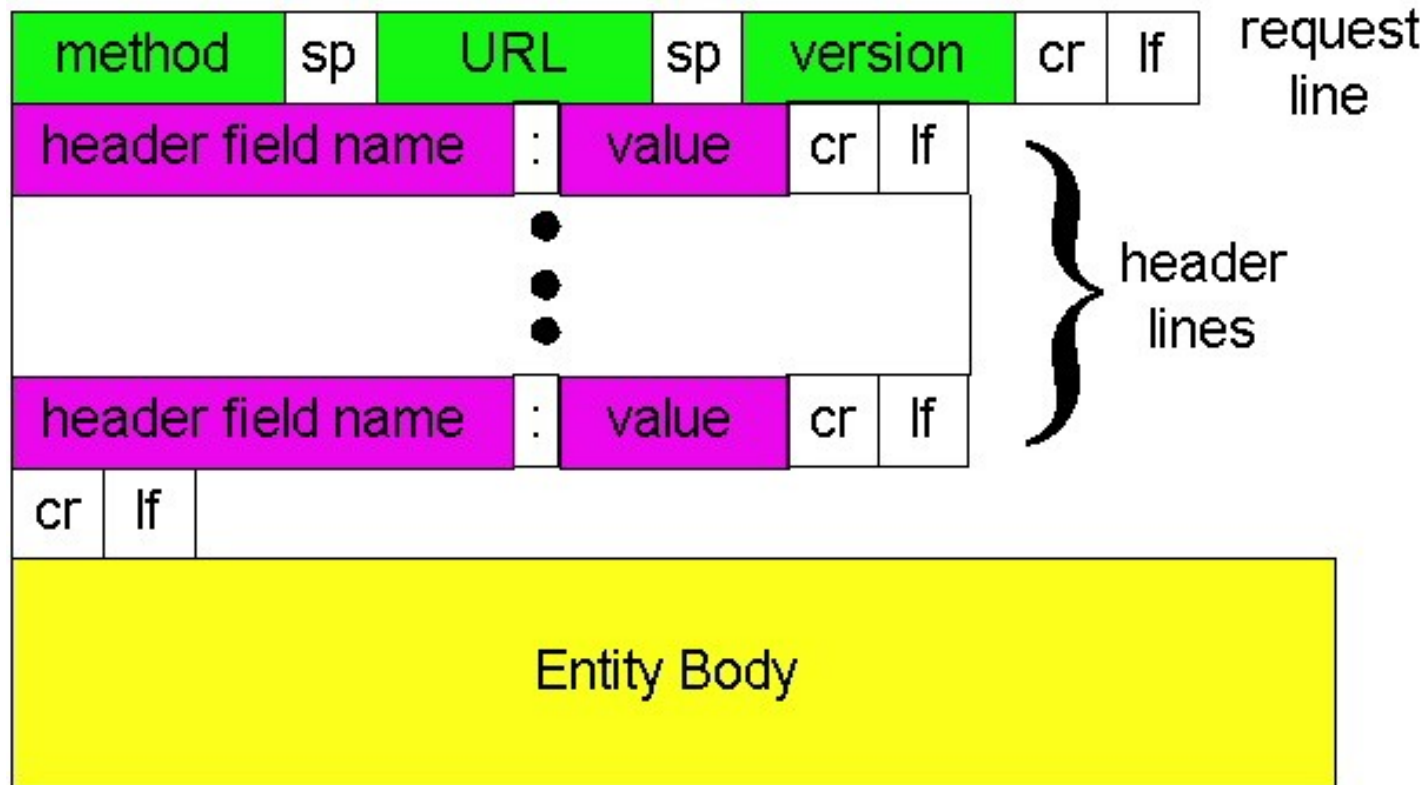 method sp URL sp version cr lf
request
line
header field name : value cr lf
header
lines
header field name : value cr lf
cr lf
Entity Body